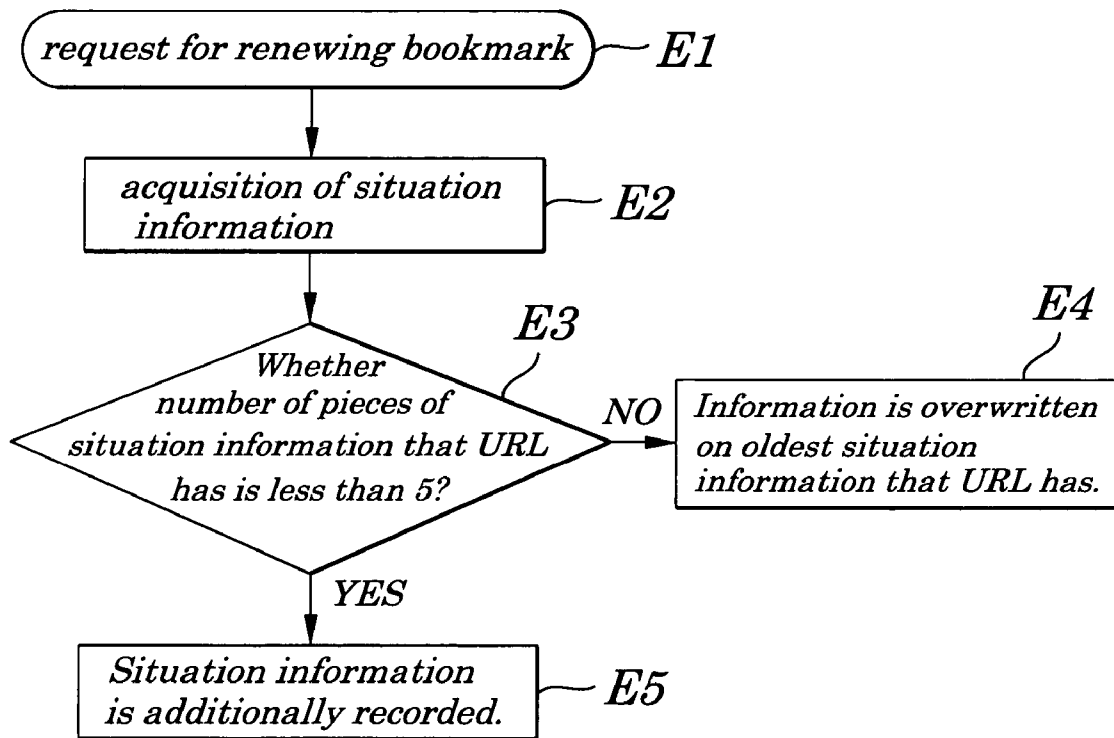 request for renewing bookmark
E1
acquisition of situation
information
E2
E3
Whether
number of pieces of
situation information that URL
has is less than 5?
NO
E4
Information is overwritten
on oldest situation
information that URL has.
YES
Situation information
is additionally recorded.
E5